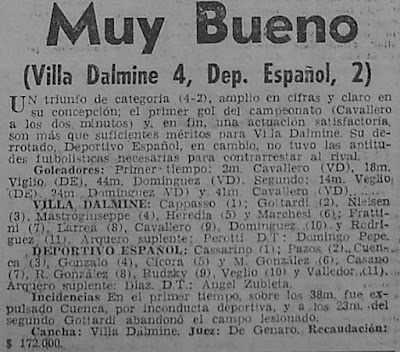 Muy Bueno
(Villa Dalmine 4, Dep. Español, 2)
UN triunfo de categoría (4-2), amplio en cifras y claro en
su concepción; el primer gol del campeonato (Cavallero
a los dos minutos) y, en fin, una actuación satisfactoria,
son más que suficientes méritos para Villa Dalmine. Su de-
rrotado, Deportivo Español, en cambio, no tuvo las aptitu-
des futbolísticas necesarias para contrarrestar al rival.
Goleadores: Primer tiempo: 2m. Cavallero (VD), 18m.
Viglio, (DE), 44m. Domínguez (VD). Segundo: 14m. Veglio
(DE) 24m. Domínguez (VD) y 41m. Cavallero (VD).
VILLA DALMINE: Cappasso (1); Gottardi (2), Nielsen
(3), Mastrogiuseppe (4), Heredia (5) y Marchesi (6); Fratti-
ni (7), Larrea (8), Cavallero (9), Domínguez (10) y Rodrí-
guez (11). Arquero suplente: Perotti D.T.: Domingo Pepe.
DEPORTIVO ESPAÑOL: Cassarino (1); Pazos (2), Cuen-
ca (3), Gonzalo (4), Cícora (5) y M. González (6); Casano
(7), R. González (8), Rudzky (9), Veglio (10) y Valledor (11).
Arquero suplente: Díaz. D.T.: Angel Zubieta.
Incidencias En el primer tiempo, sobre los 38m. fue ex-
pulsado Cuenca, por inconducta deportiva, y a los 23m. del
segundo Gottardi abandonó el campo lesionado.
Cancha: Villa Dalmine. Juez: De Genaro. Recaudación:
$ 172.000.